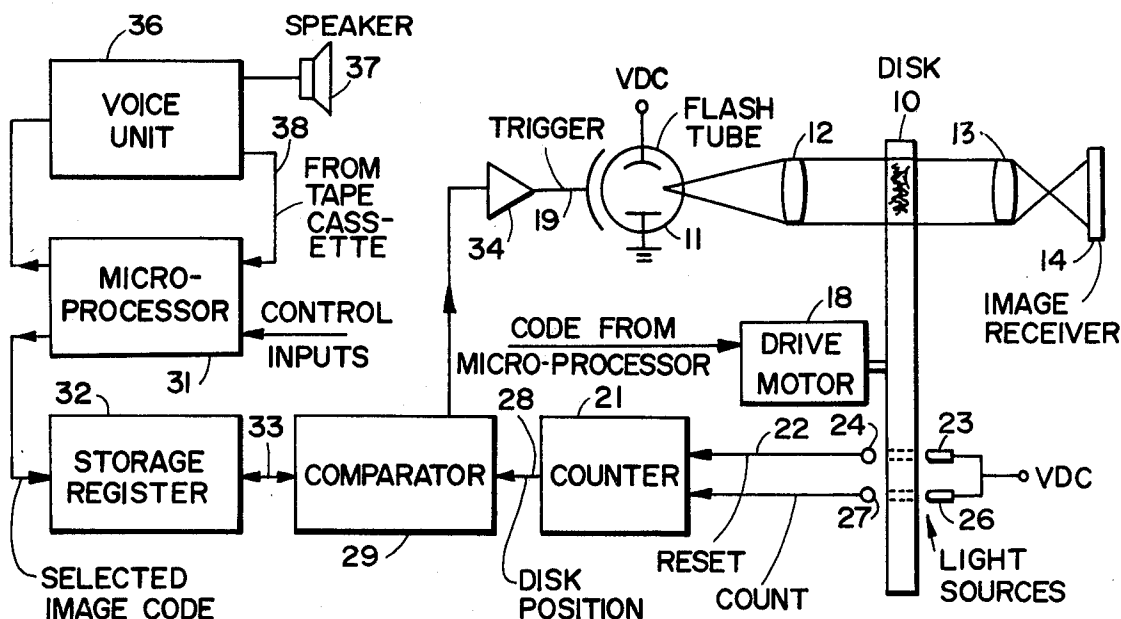 36
SPEAKER
37
VOICE
UNIT
38
FROM
TAPE
CASS-
ETTE
MICRO-
PROCESSOR
31
CONTROL
INPUTS
32
STORAGE
REGISTER
33
SELECTED
IMAGE CODE
COMPARATOR
29
28
DISK
POSITION
21
COUNTER
22
RESET
COUNT
24
27
23
26
VDC
LIGHT
SOURCES
CODE FROM
MICRO-PROCESSOR
18
DRIVE
MOTOR
TRIGGER
34
19
VDC
FLASH
TUBE
11
12
DISK
10
13
14
IMAGE
RECEIVER